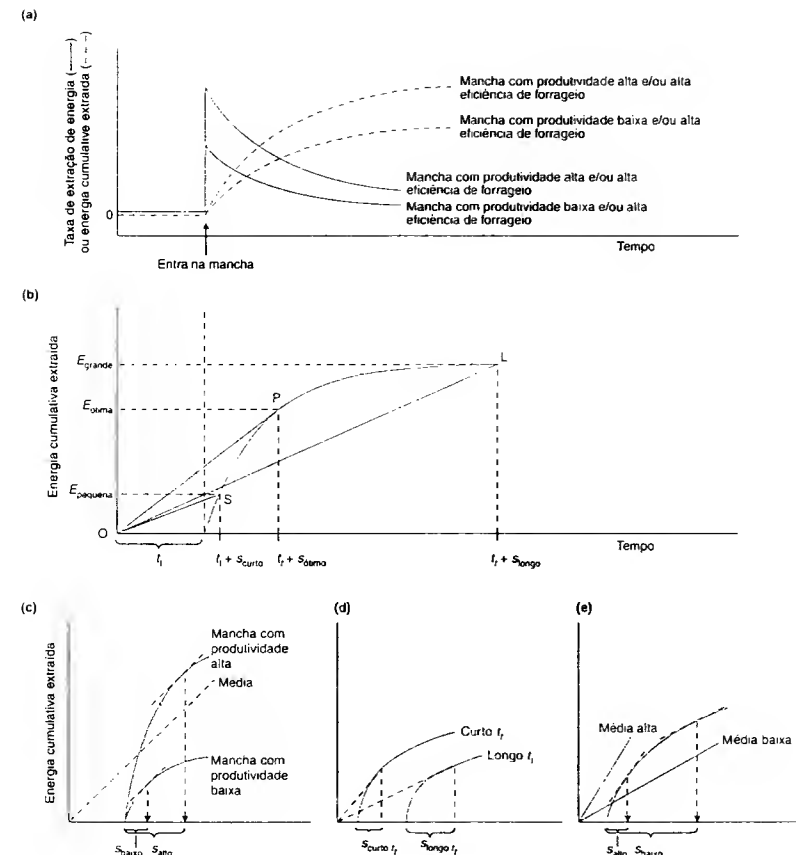 (a)
Taxa de extração de energia (——)
ou energia cumulativa extraída (– – –)
0
Mancha com produtividade alta e/ou alta
eficiência de forrageio
Mancha com produtividade baixa e/ou alta
eficiência de forrageio
Mancha com produtividade alta e/ou alta
eficiência de forrageio
Mancha com produtividade baixa e/ou alta
eficiência de forrageio
Tempo
Entra na mancha
(b)
Energia cumulativa extraída
E grande
E ótima
E pequena
O
P
L
S
t t
t t + s curto
t t + s ótimo
t t + s longo
Tempo
(c)
Energia cumulativa extraída
Mancha com
produtividade
alta
Média
Mancha com
produtividade
baixa
s baixo
s alto
(d)
Curto t t
Longo t t
s curto t t
s longo t t
(e)
Média alta
Média baixa
s alto
s baixo